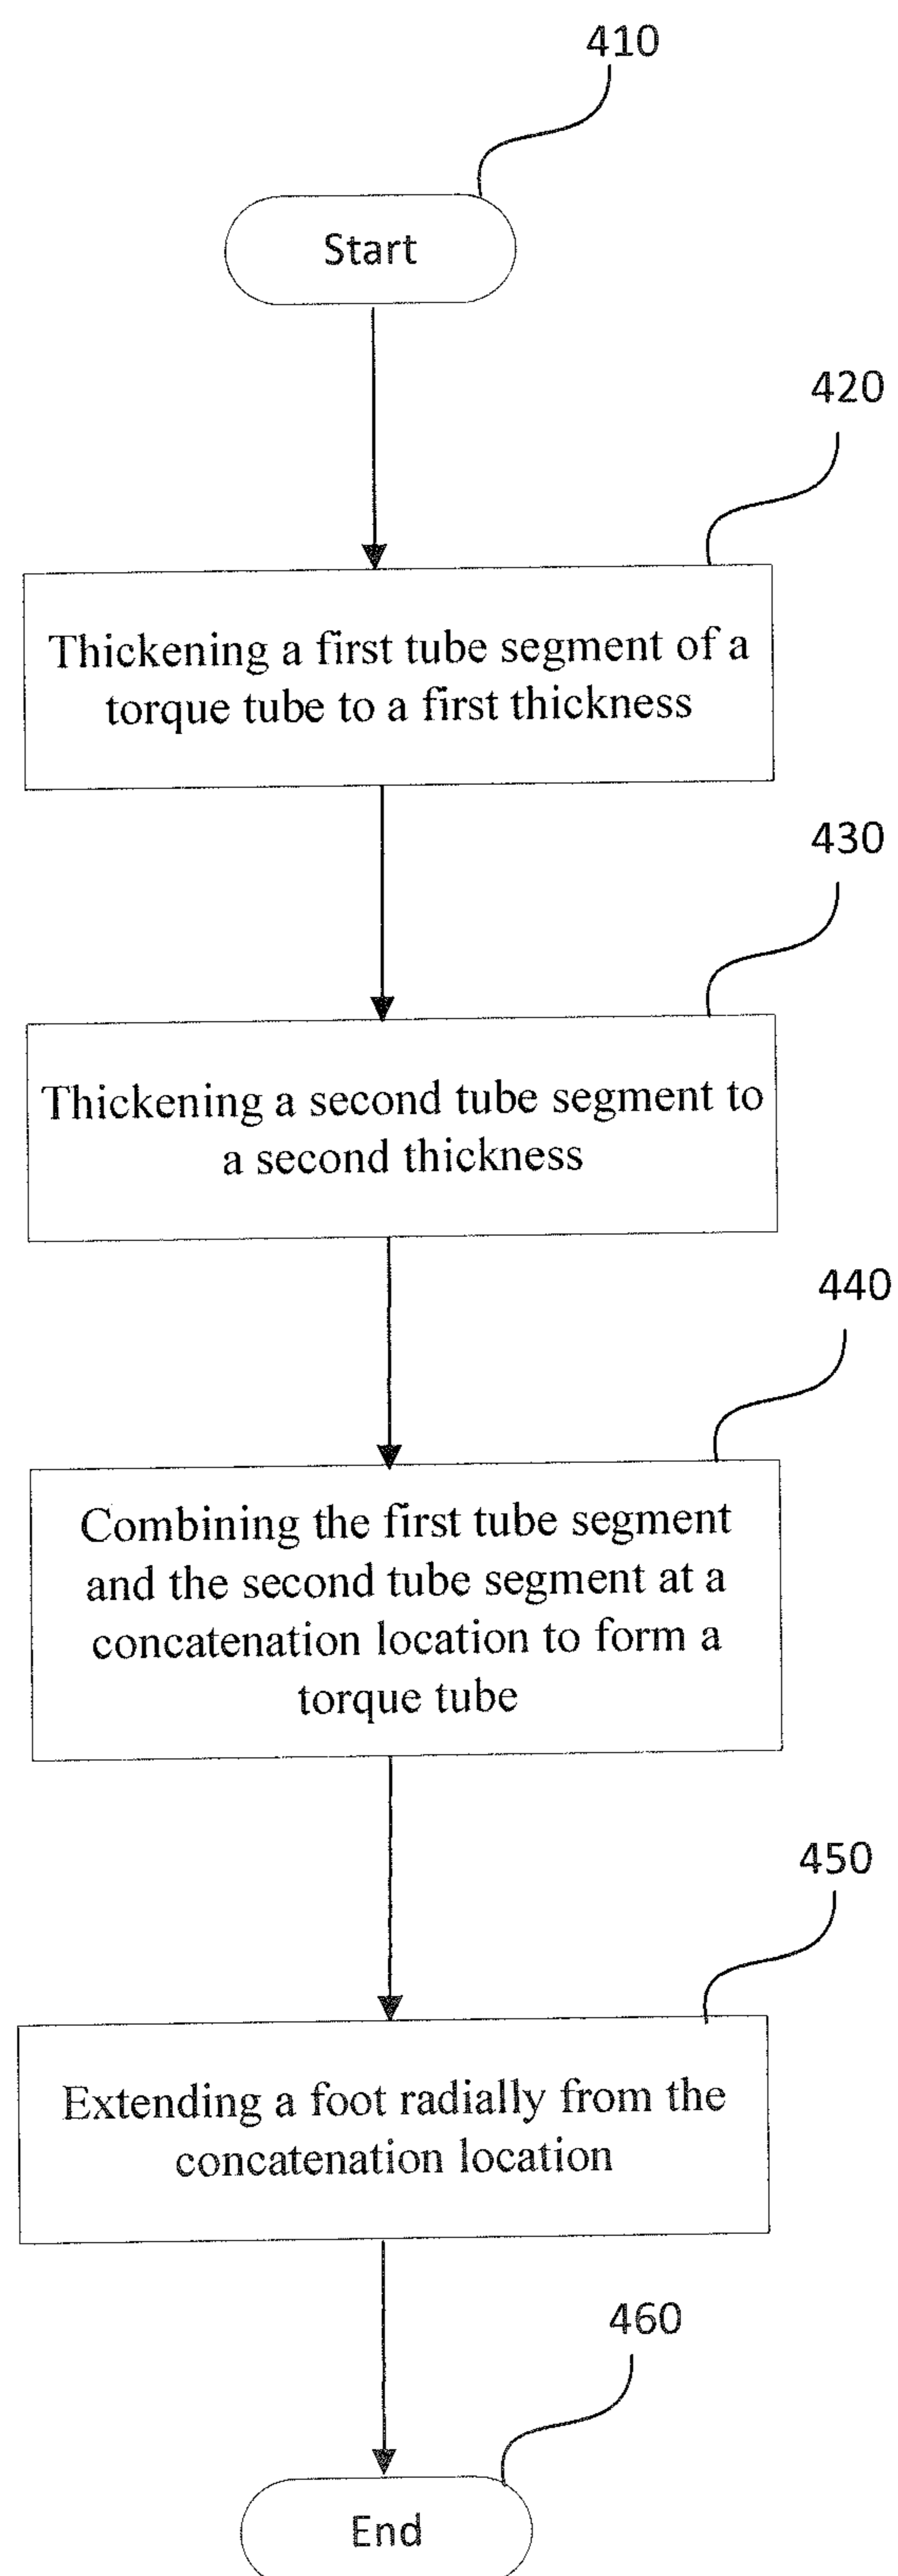 410
Start
420
Thickening a first tube segment of a
torque tube to a first thickness
430
Thickening a second tube segment to
a second thickness
440
Combining the first tube segment
and the second tube segment at a
concatenation location to form a
torque tube
450
Extending a foot radially from the
concatenation location
460
End